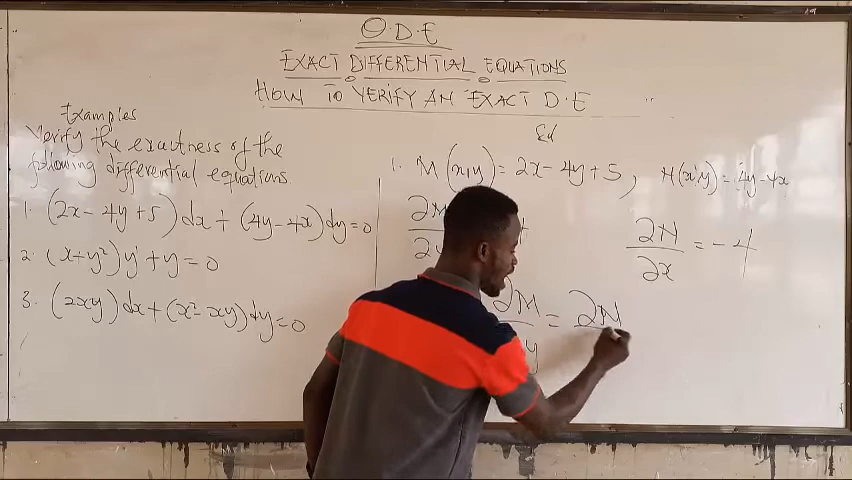 O.D.E
EXACT DIFFERENTIAL EQUATIONS
HOW TO VERIFY AN EXACT D.E
Examples
Verify the exactness of the
following differential equations
1. (2x - 4y + 5)dx + (4y - 4x)dy = 0
2. (x + y²)y' + y = 0
3. (2xy)dx + (x² - xy)dy = 0
Sol
1. M(x,y) = 2x - 4y + 5, N(x,y) = 4y - 4x
∂M
∂N/∂x = -4
∂M/∂y = ∂N